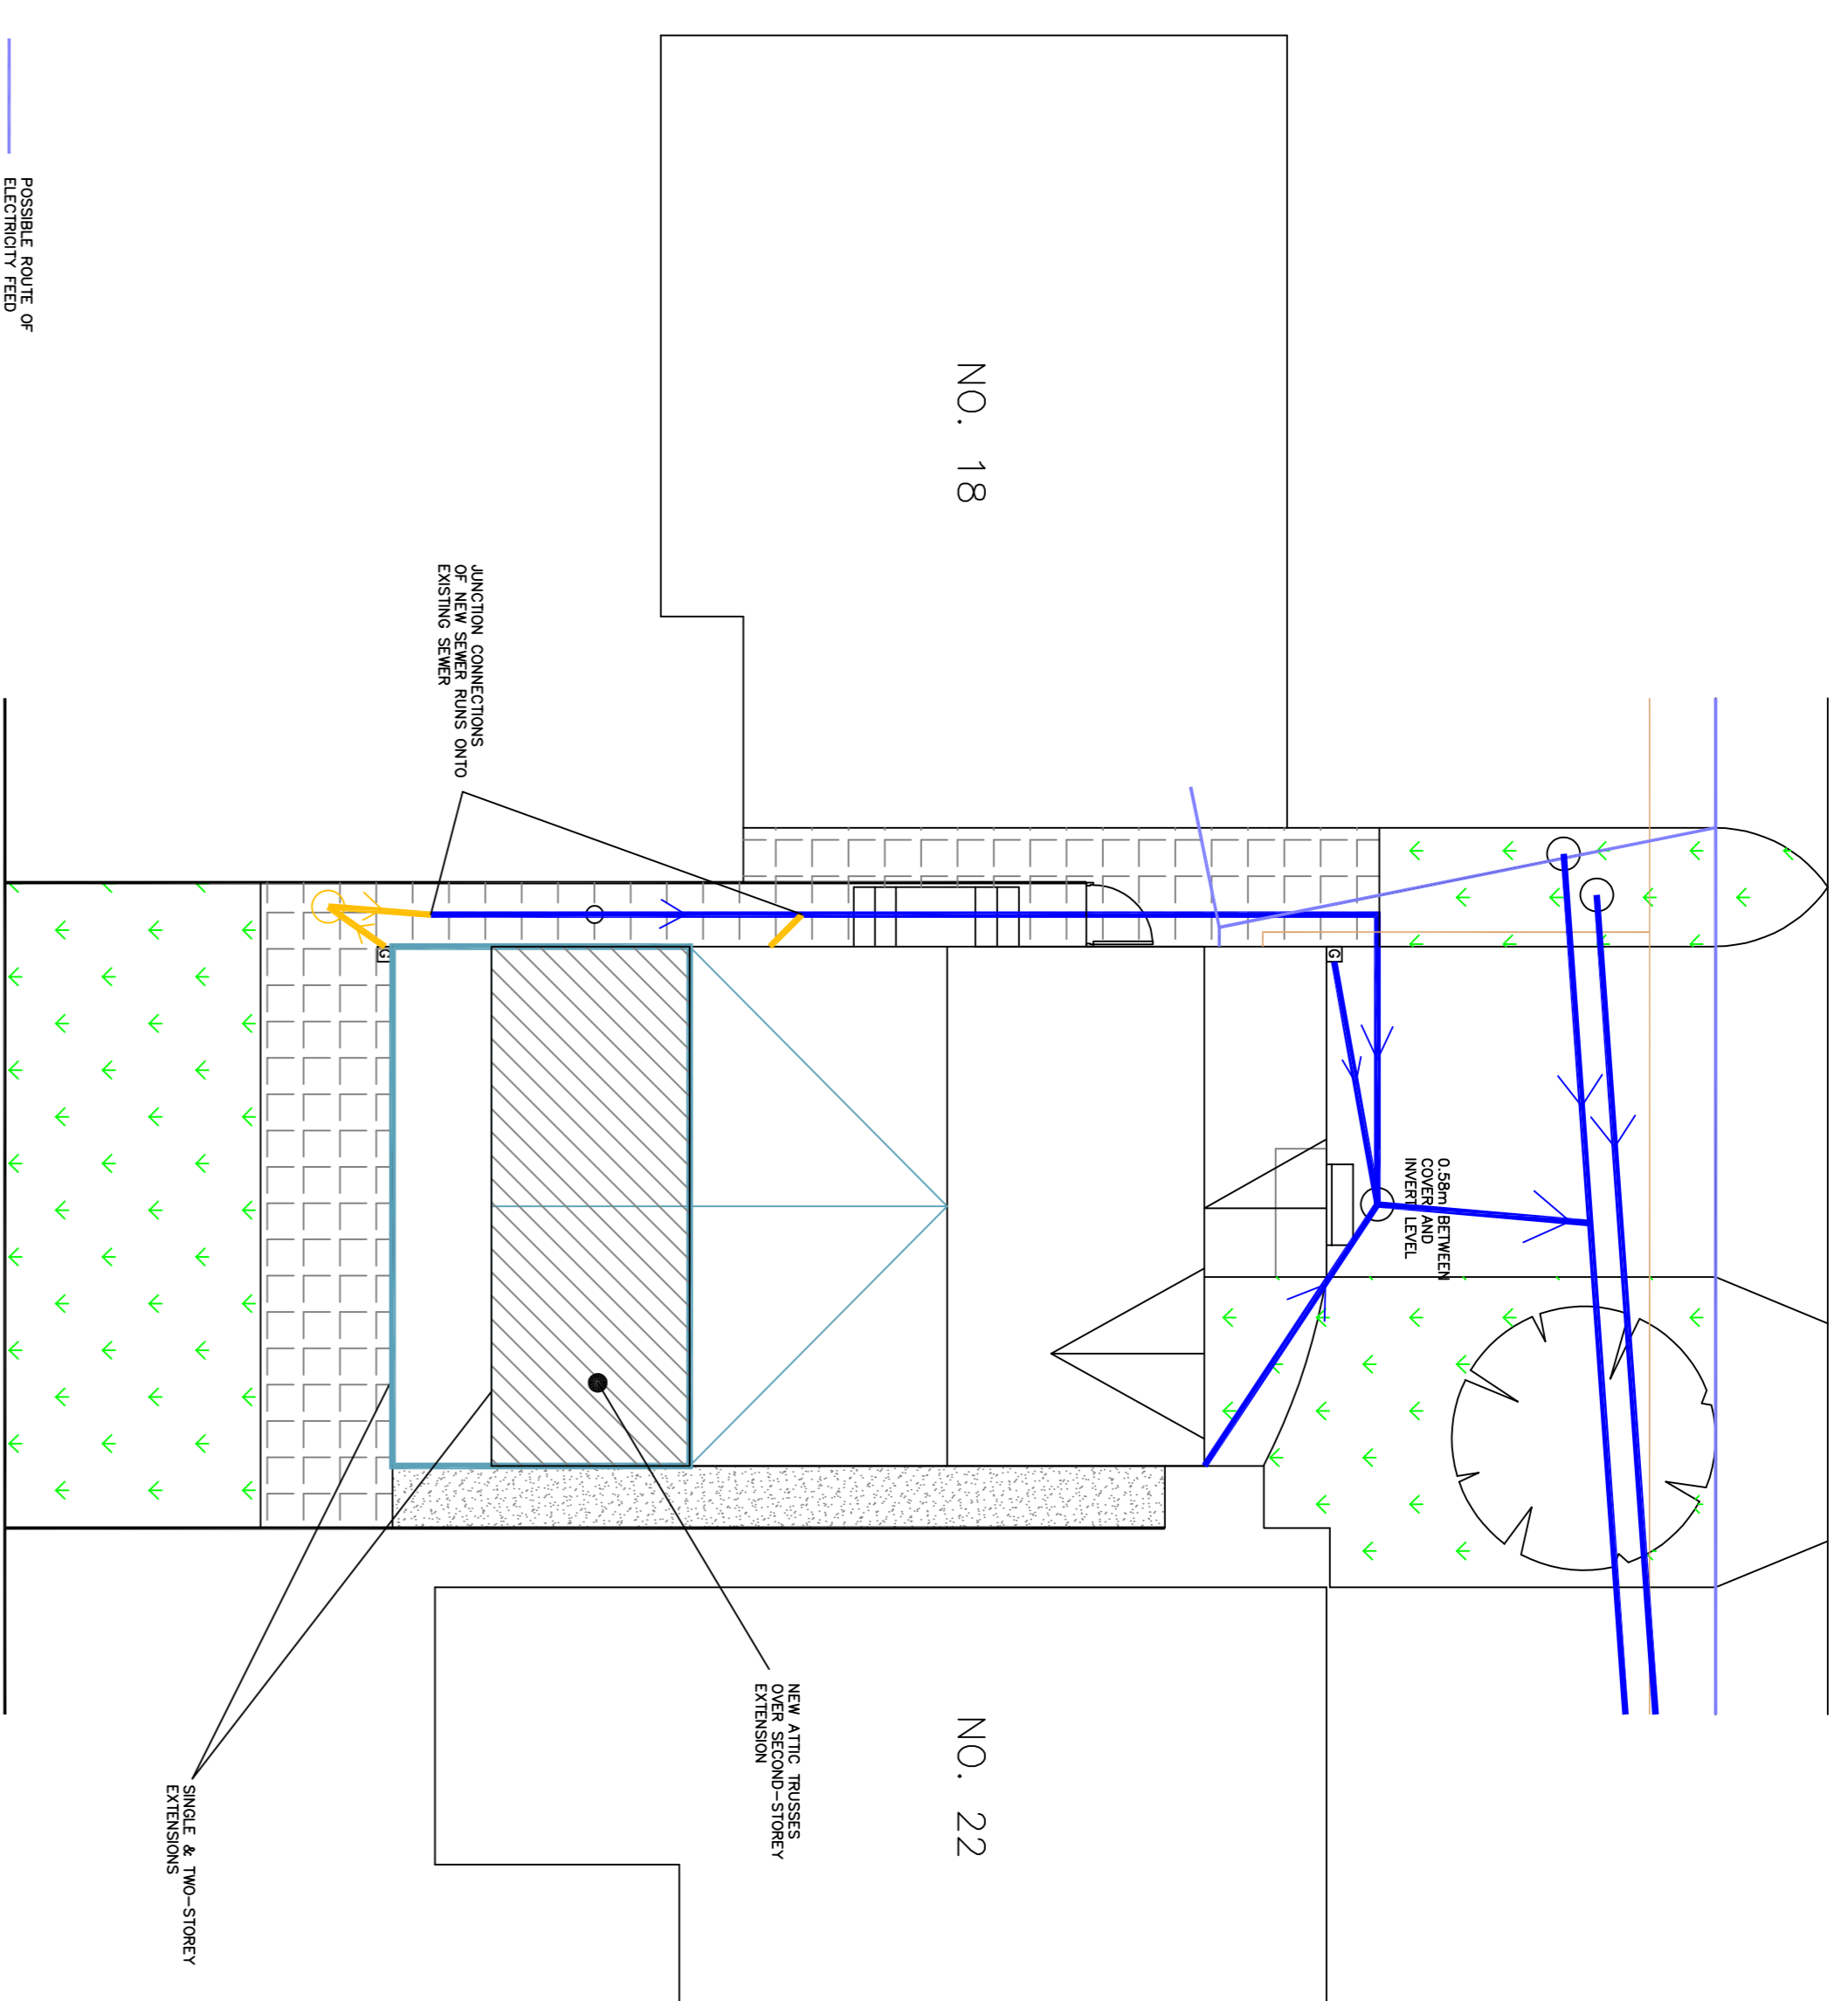 NO. 18
NO. 22
0.58m BETWEEN
COVER AND
INVERT LEVEL
G
G
NEW ATTIC TRUSSES
OVER SECOND-STOREY
EXTENSION
JUNCTION CONNECTIONS
OF NEW SEWER RUNS ONTO
EXISTING SEWER
SINGLE & TWO-STOREY
EXTENSIONS
POSSIBLE ROUTE OF
ELECTRICITY FEED